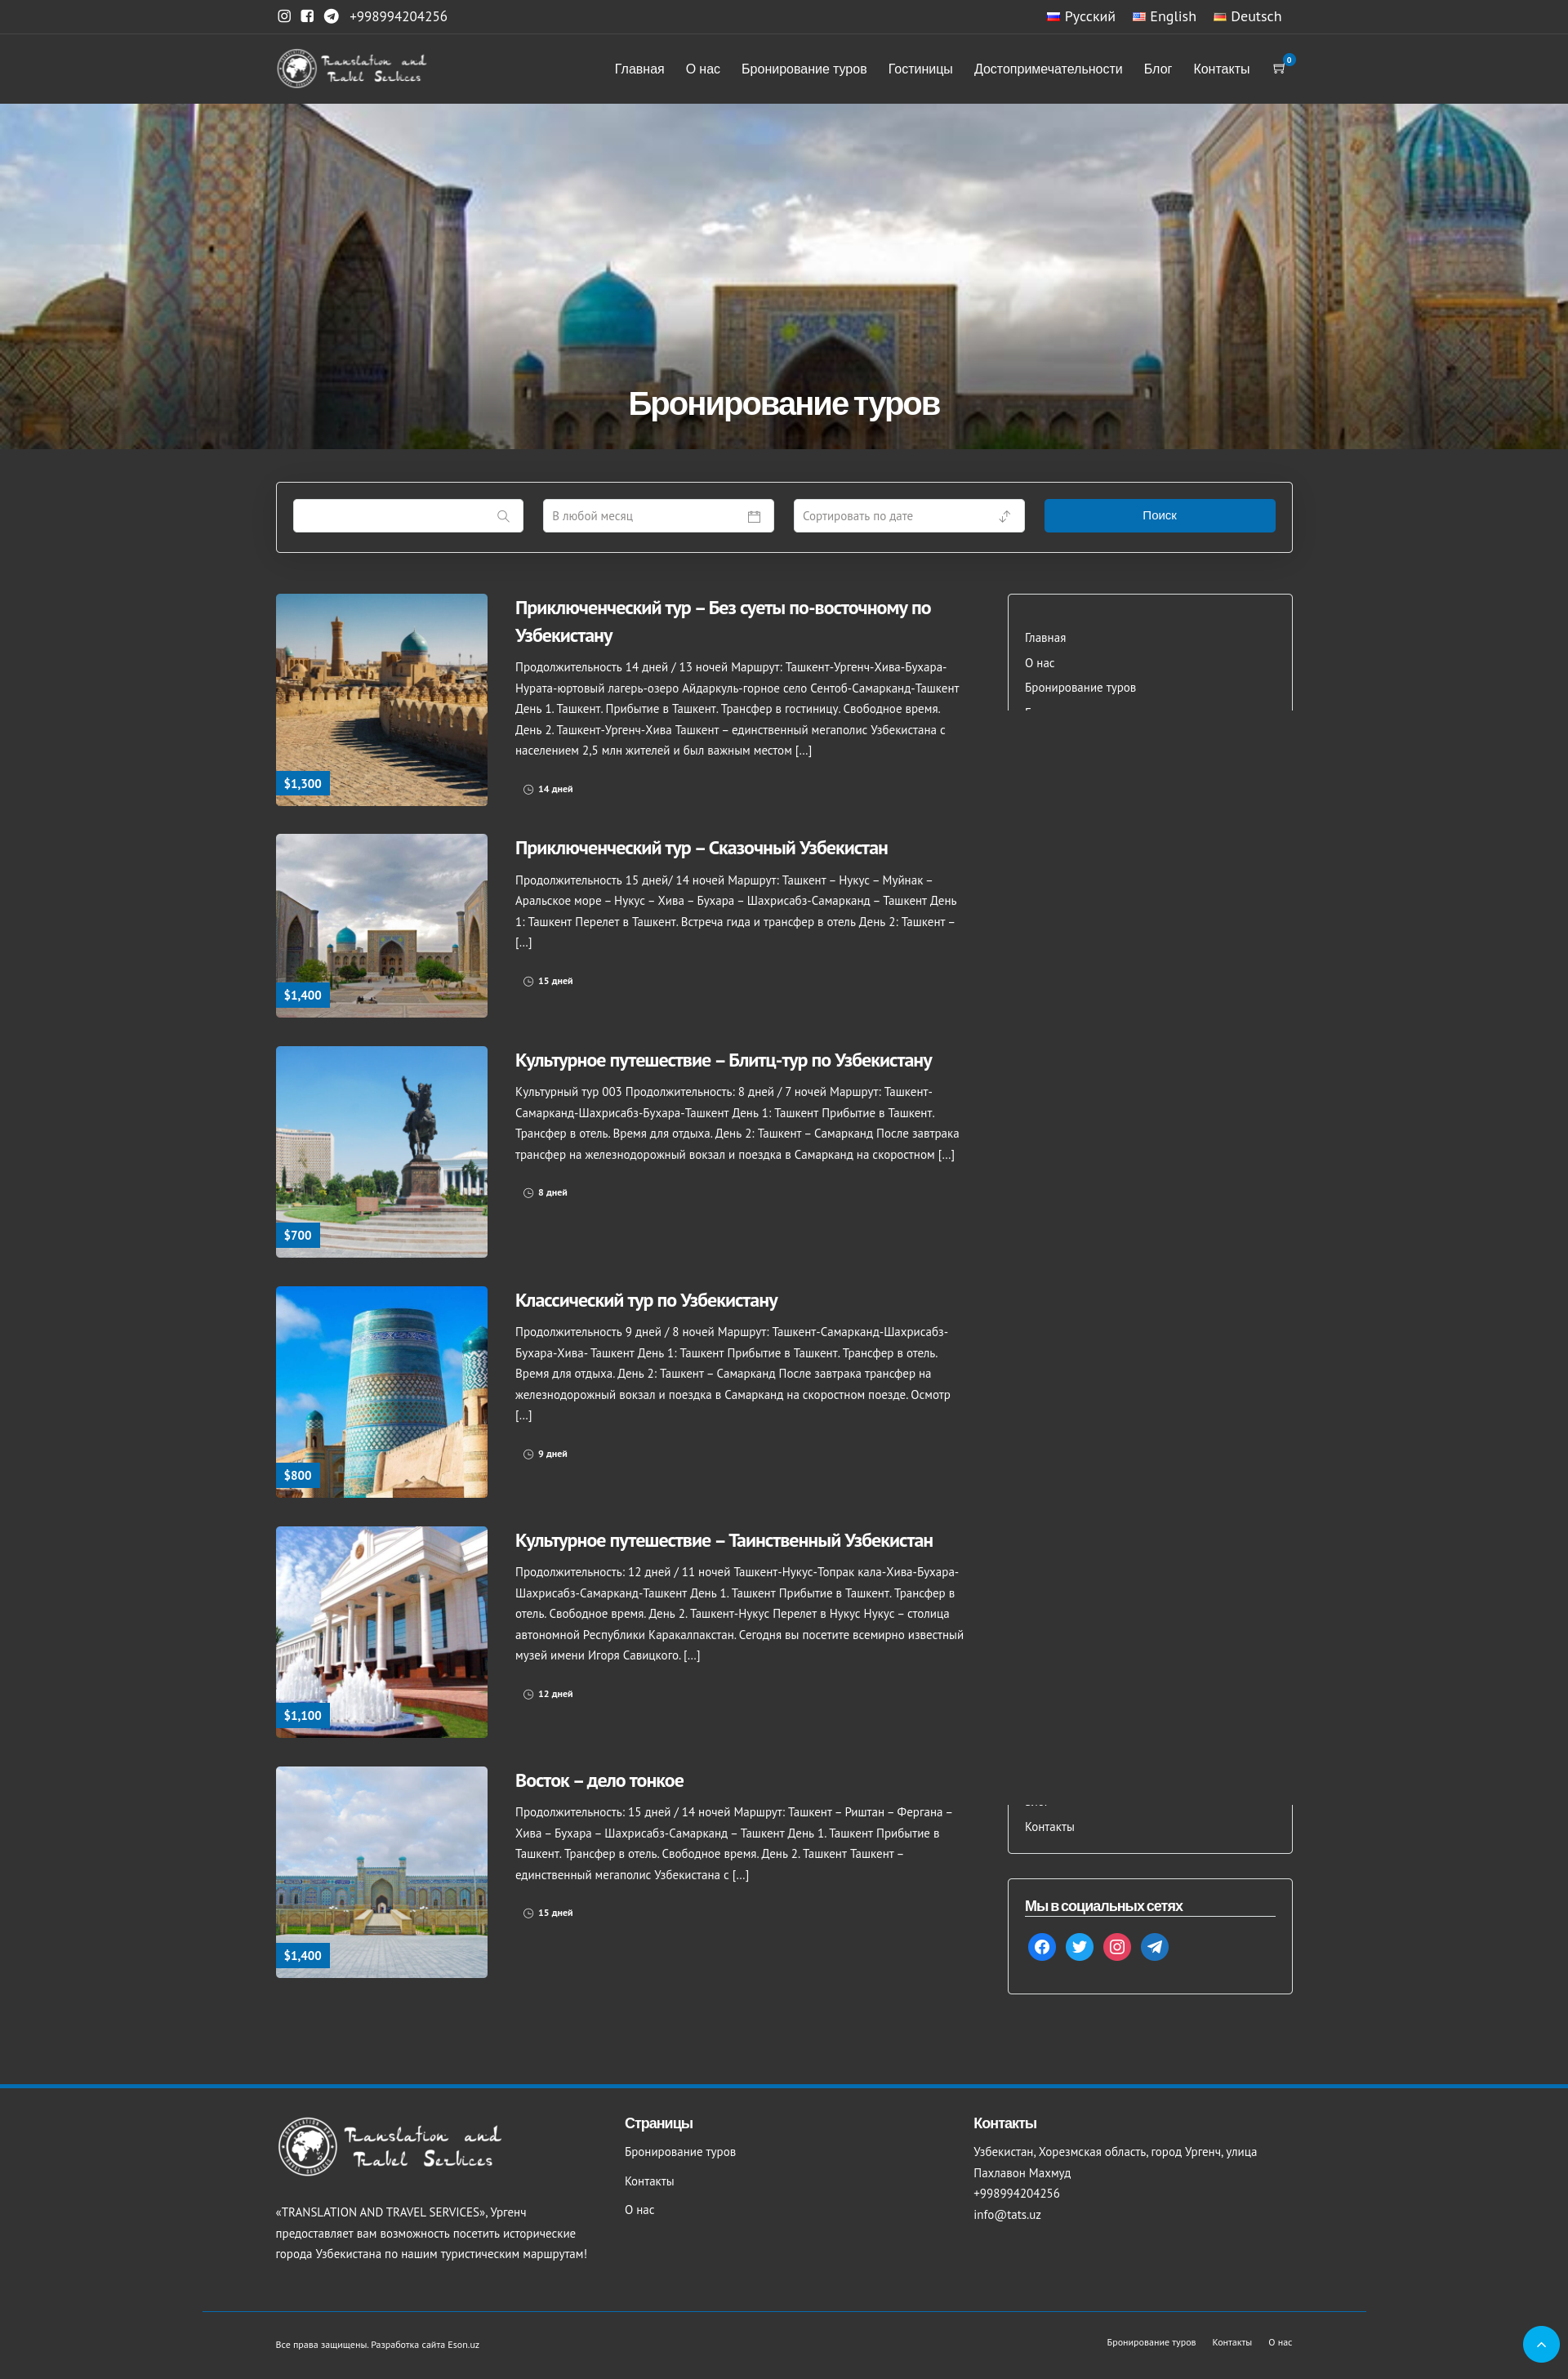 +998994204256
Русский English Deutsch
Translation and
Travel Services
Главная О нас Бронирование туров Гостиницы Достопримечательности Блог Контакты 0
Бронирование туров
В любой месяц Сортировать по дате Поиск
Приключенческий тур – Без суеты по-восточному по
Узбекистану
Продолжительность 14 дней / 13 ночей Маршрут: Ташкент-Ургенч-Хива-Бухара-
Нурата-юртовый лагерь-озеро Айдаркуль-горное село Сентоб-Самарканд-Ташкент
День 1. Ташкент. Прибытие в Ташкент. Трансфер в гостиницу. Свободное время.
День 2. Ташкент-Ургенч-Хива Ташкент – единственный мегаполис Узбекистана с
населением 2,5 млн жителей и был важным местом [...]
$1,300
14 дней
Приключенческий тур – Сказочный Узбекистан
Продолжительность 15 дней/ 14 ночей Маршрут: Ташкент – Нукус – Муйнак –
Аральское море – Нукус – Хива – Бухара – Шахрисабз-Самарканд – Ташкент День
1: Ташкент Перелет в Ташкент. Встреча гида и трансфер в отель День 2: Ташкент –
[...]
15 дней
$1,400
Культурное путешествие – Блитц-тур по Узбекистану
Культурный тур 003 Продолжительность: 8 дней / 7 ночей Маршрут: Ташкент-
Самарканд-Шахрисабз-Бухара-Ташкент День 1: Ташкент Прибытие в Ташкент.
Трансфер в отель. Время для отдыха. День 2: Ташкент – Самарканд После завтрака
трансфер на железнодорожный вокзал и поездка в Самарканд на скоростном [...]
8 дней
$700
Классический тур по Узбекистану
Продолжительность 9 дней / 8 ночей Маршрут: Ташкент-Самарканд-Шахрисабз-
Бухара-Хива- Ташкент День 1: Ташкент Прибытие в Ташкент. Трансфер в отель.
Время для отдыха. День 2: Ташкент – Самарканд После завтрака трансфер на
железнодорожный вокзал и поездка в Самарканд на скоростном поезде. Осмотр
[...]
9 дней
$800
Культурное путешествие – Таинственный Узбекистан
Продолжительность: 12 дней / 11 ночей Ташкент-Нукус-Топрак кала-Хива-Бухара-
Шахрисабз-Самарканд-Ташкент День 1. Ташкент Прибытие в Ташкент. Трансфер в
отель. Свободное время. День 2. Ташкент-Нукус Перелет в Нукус Нукус – столица
автономной Республики Каракалпакстан. Сегодня вы посетите всемирно известный
музей имени Игоря Савицкого. [...]
12 дней
$1,100
Восток – дело тонкое
Продолжительность: 15 дней / 14 ночей Маршрут: Ташкент – Риштан – Фергана –
Хива – Бухара – Шахрисабз-Самарканд – Ташкент День 1. Ташкент Прибытие в
Ташкент. Трансфер в отель. Свободное время. День 2. Ташкент Ташкент –
единственный мегаполис Узбекистана с [...]
15 дней
$1,400
Главная
О нас
Бронирование туров
Контакты
Мы в социальных сетях
Translation and
Travel Services
«TRANSLATION AND TRAVEL SERVICES», Ургенч
предоставляет вам возможность посетить исторические
города Узбекистана по нашим туристическим маршрутам!
Страницы
Бронирование туров
Контакты
О нас
Контакты
Узбекистан, Хорезмская область, город Ургенч, улица
Пахлавон Махмуд
+998994204256
info@tats.uz
Все права защищены. Разработка сайта Eson.uz
Бронирование туров Контакты О нас